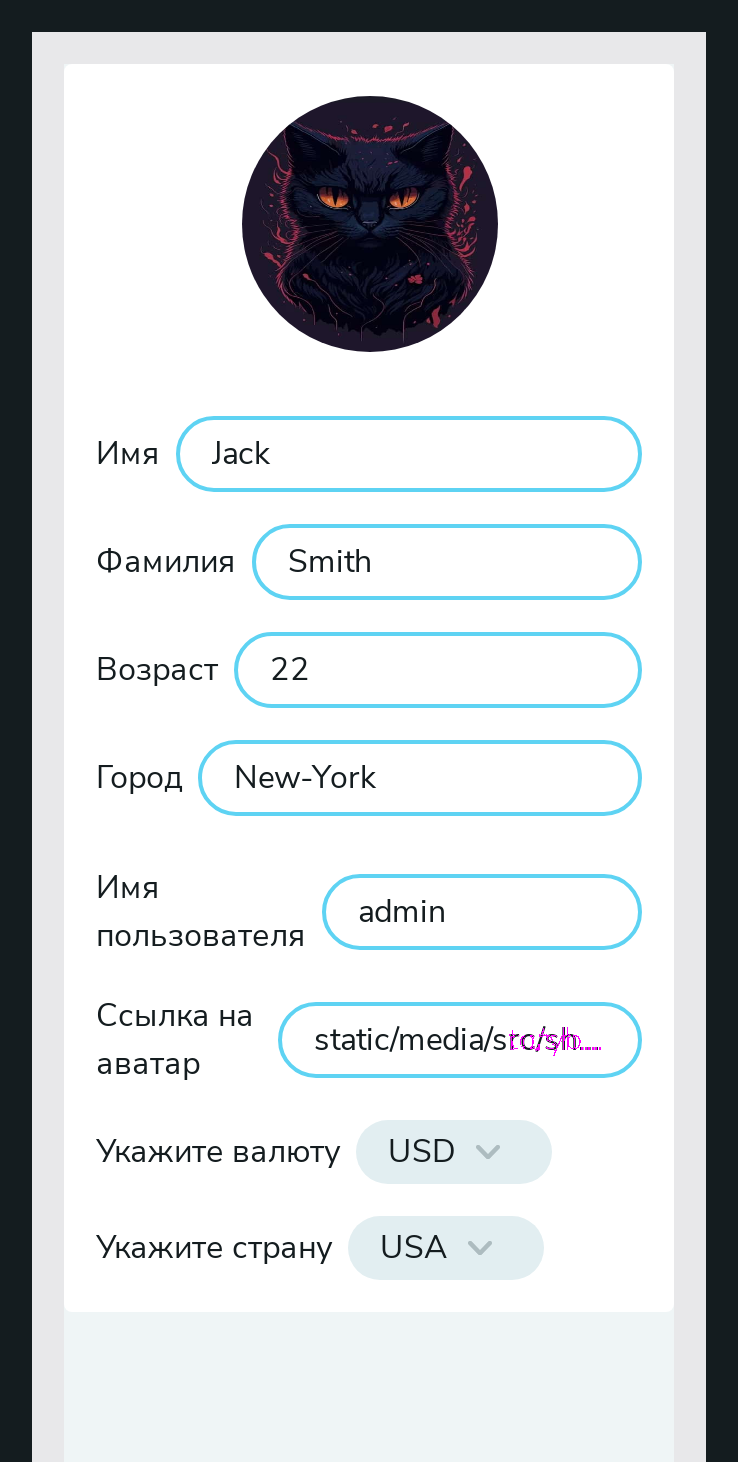 Имя
Jack
Фамилия
Smith
Возраст
22
Город
New-York
Имя
пользователя
admin
Ссылка на
аватар
static/media/src/sh...
Укажите валюту
USD
Укажите страну
USA